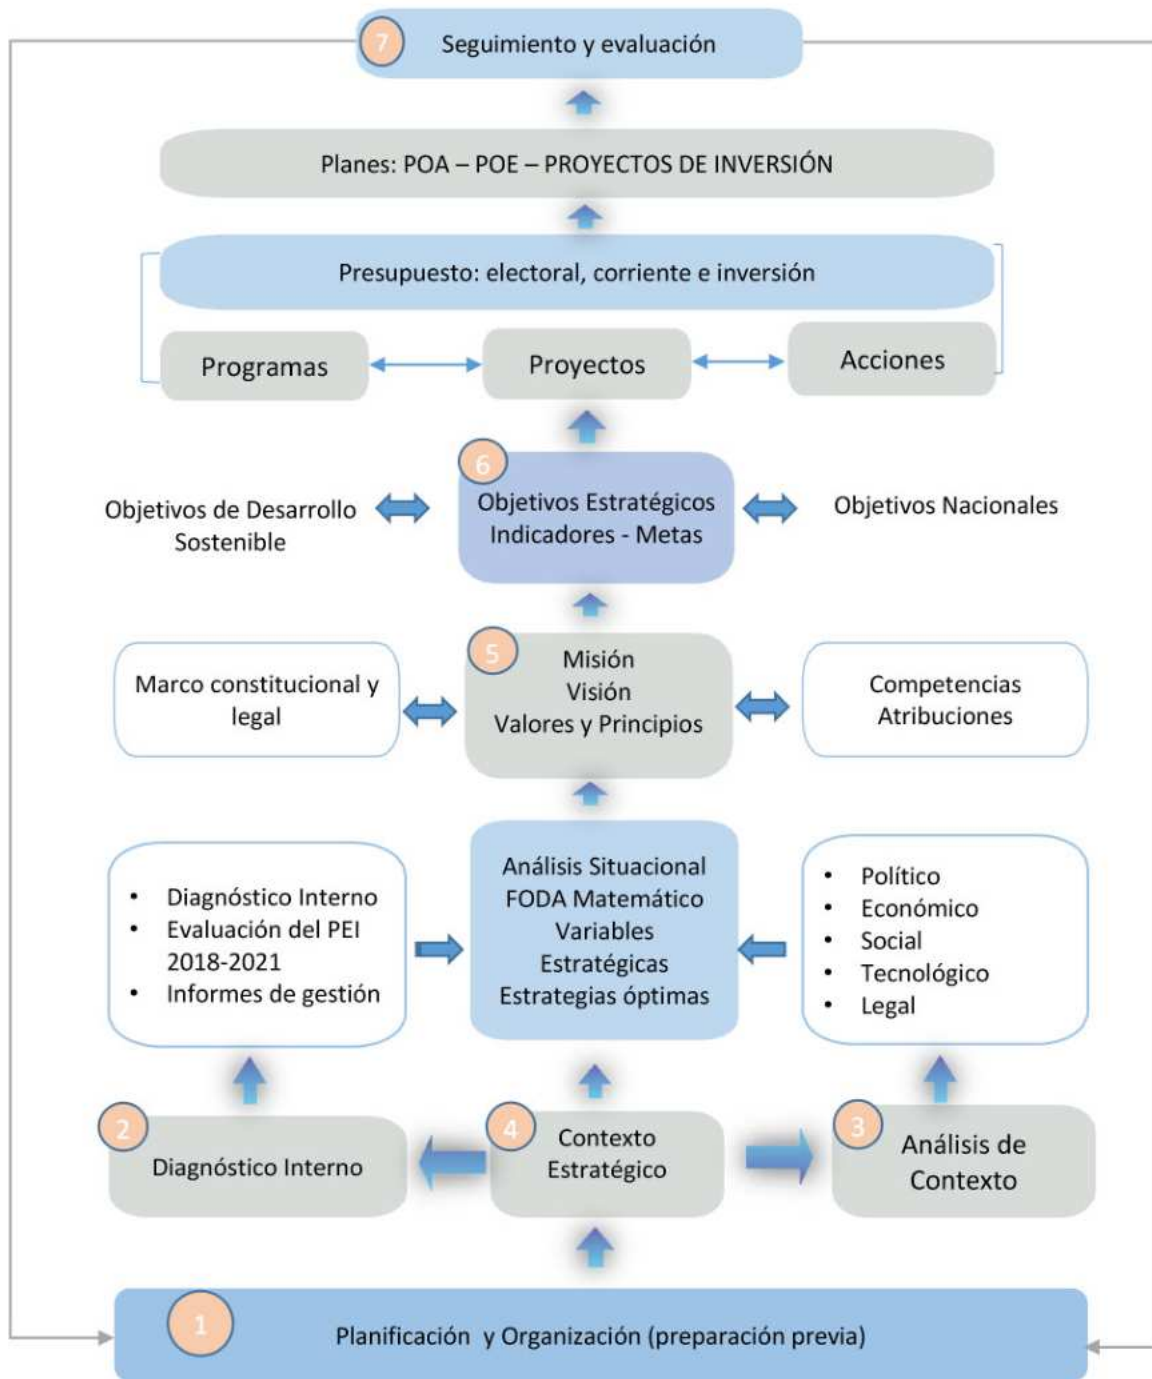 7
Seguimiento y evaluación
Planes: POA – POE – PROYECTOS DE INVERSIÓN
Presupuesto: electoral, corriente e inversión
Programas
Proyectos
Acciones
6
Objetivos de Desarrollo
Sostenible
Objetivos Estratégicos
Indicadores - Metas
Objetivos Nacionales
5
Marco constitucional y
legal
Misión
Visión
Valores y Principios
Competencias
Atribuciones
• Diagnóstico Interno
• Evaluación del PEI
2018-2021
• Informes de gestión
Análisis Situacional
FODA Matemático
Variables
Estratégicas
Estrategias óptimas
• Político
• Económico
• Social
• Tecnológico
• Legal
2
Diagnóstico Interno
4
Contexto
Estratégico
3
Análisis de
Contexto
1
Planificación y Organización (preparación previa)